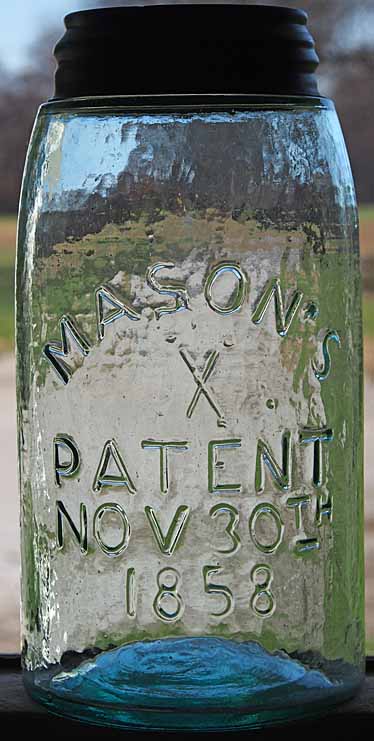 MASON'S
X
PATENT
NOV 30TH
1858